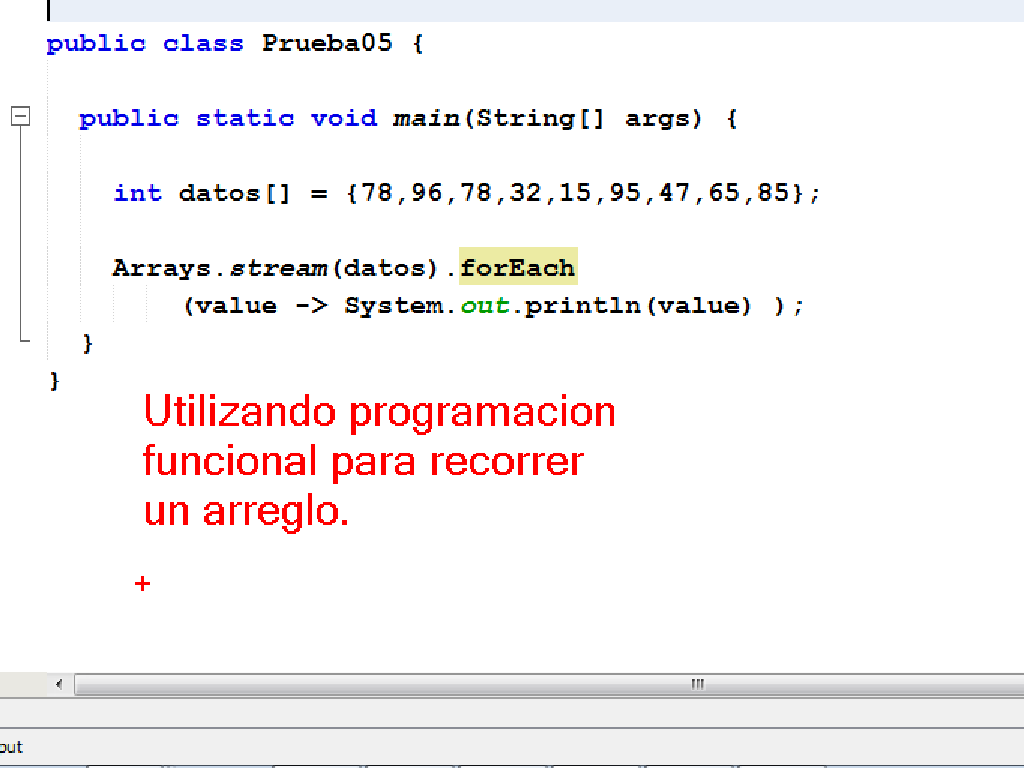 public class Prueba05 {
public static void main(String[] args) {
int datos[] = {78,96,78,32,15,95,47,65,85};
Arrays.stream(datos).forEach
(value -> System.out.println(value) );
}
}
Utilizando programacion
funcional para recorrer
un arreglo.
+